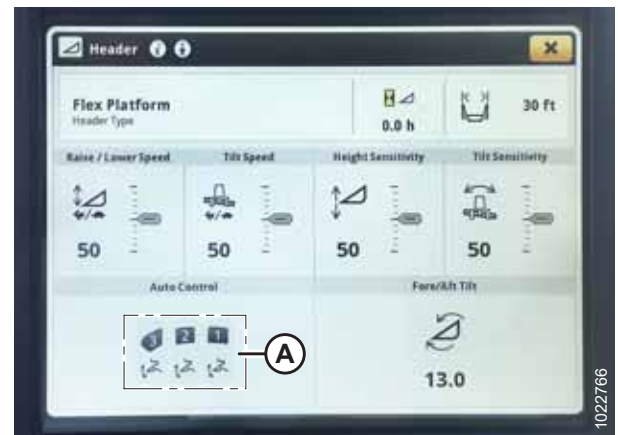 Header
Flex Platform
Header Type
0.0 h
30 ft
Raise / Lower Speed
Tilt Speed
Height Sensitivity
Tilt Sensitivity
50
50
50
50
Auto Control
Fore/Aft Tilt
3 2 1
A
13.0
1022766